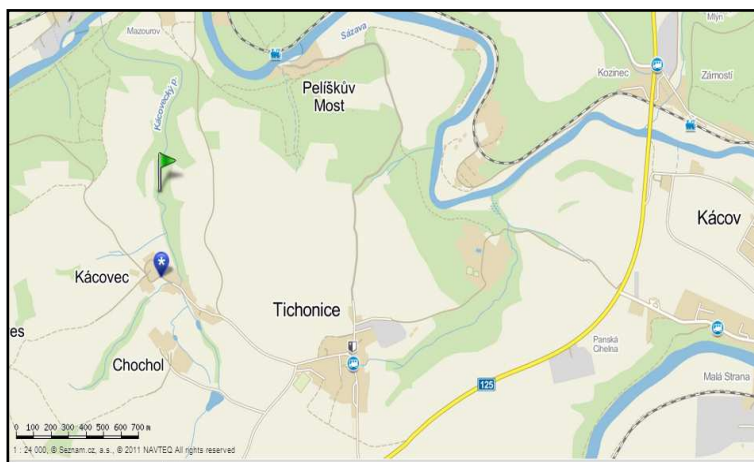 Mazourov
Sázava
Mlýn
Kozinec
Zámostí
Pelíškův
Most
Kácovecký p.
Kácov
Kácovec
Tichonice
es
Chochol
Panská
Cihelna
Malá Strana
125
0 100 200 300 400 500 600 700 m
1 : 24 000, © Seznam.cz, a.s., © 2011 NAVTEQ All rights reserved